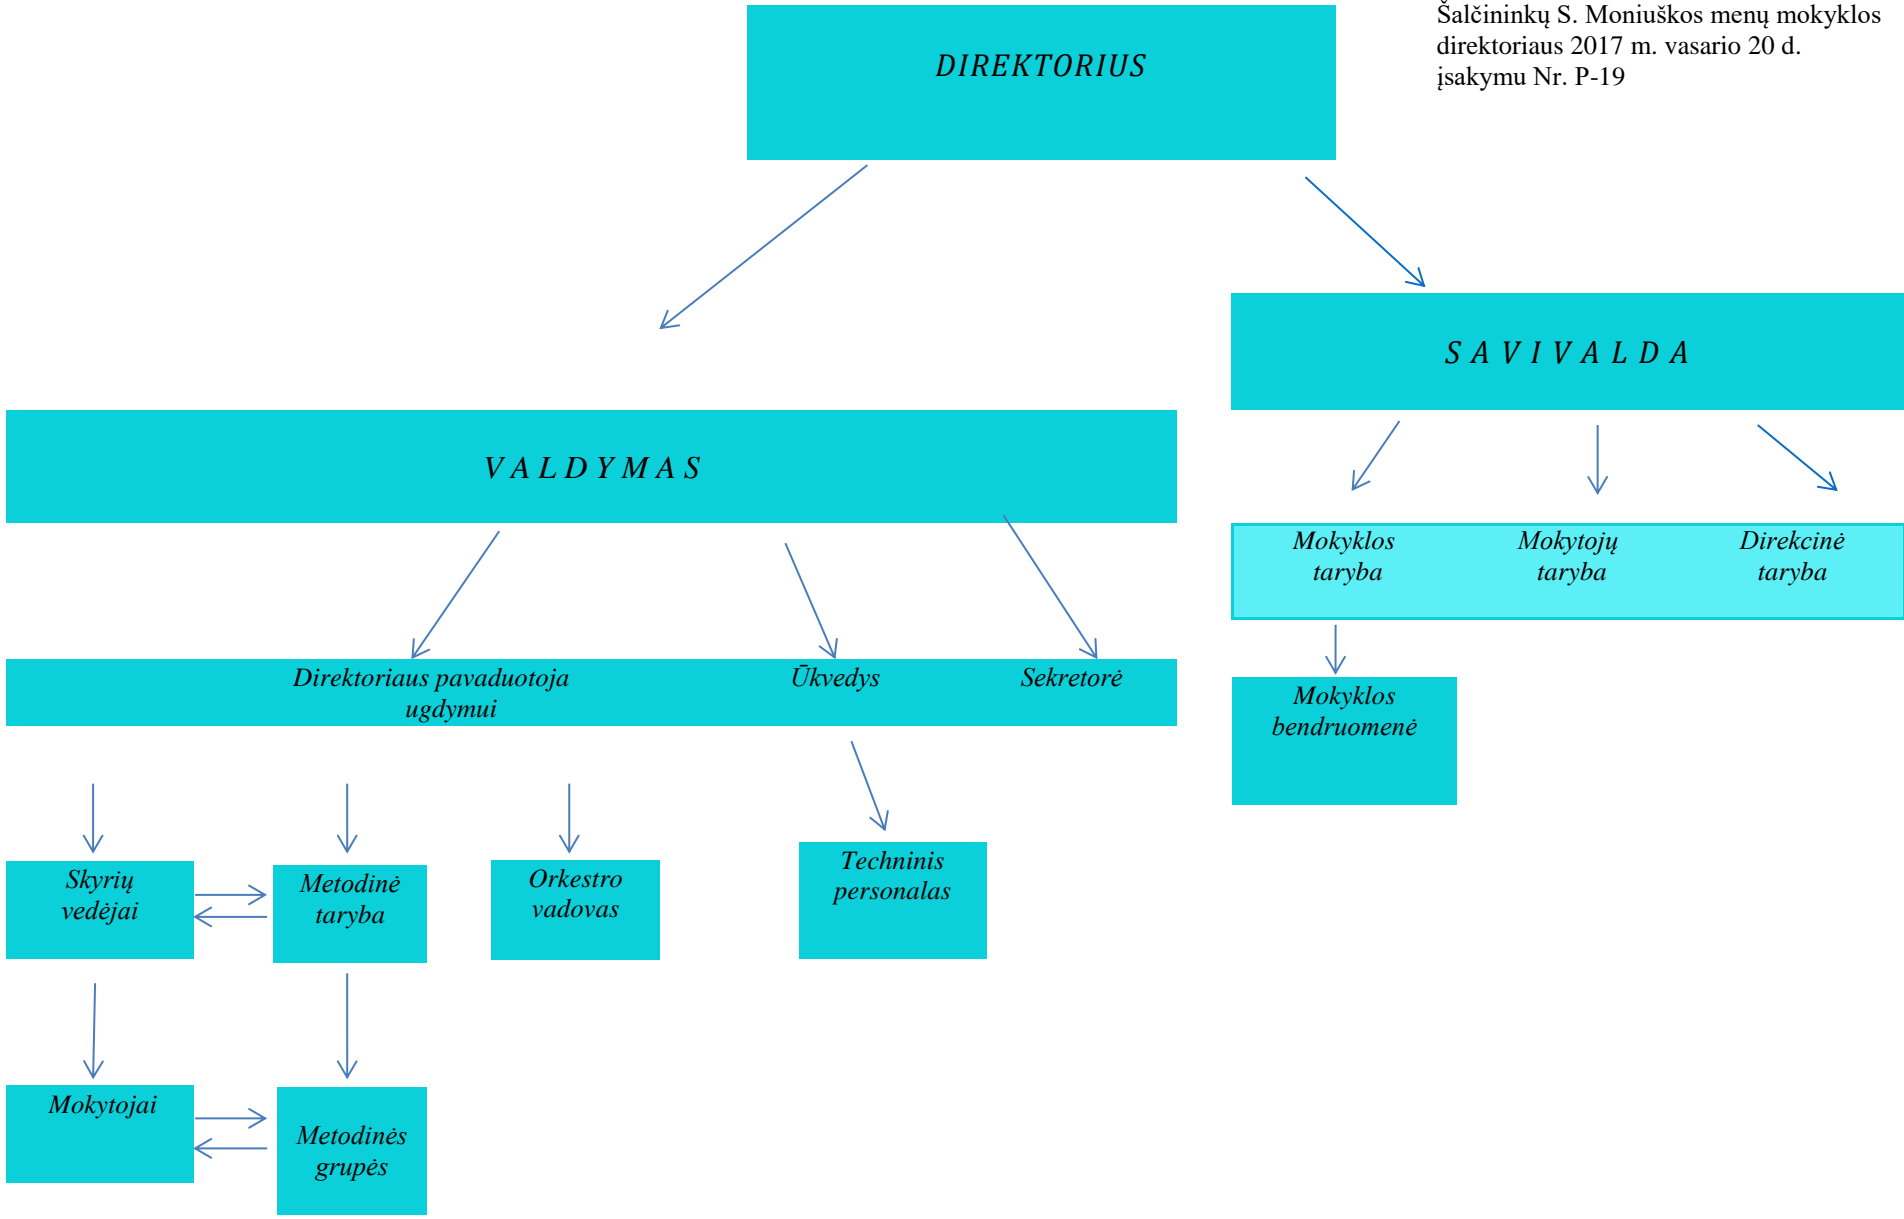 Šalčininkų S. Moniuškos menų mokyklos
direktoriaus 2017 m. vasario 20 d.
įsakymu Nr. P-19
DIREKTORIUS
S A V I V A L D A
V A L D Y M A S
Mokyklos
taryba
Mokytojų
taryba
Direkcinė
taryba
Direktoriaus pavaduotoja
ugdymui
Ūkvedys
Sekretorė
Mokyklos
bendruomenė
Skyrių
vedėjai
Metodinė
taryba
Orkestro
vadovas
Techninis
personalas
Mokytojai
Metodinės
grupės